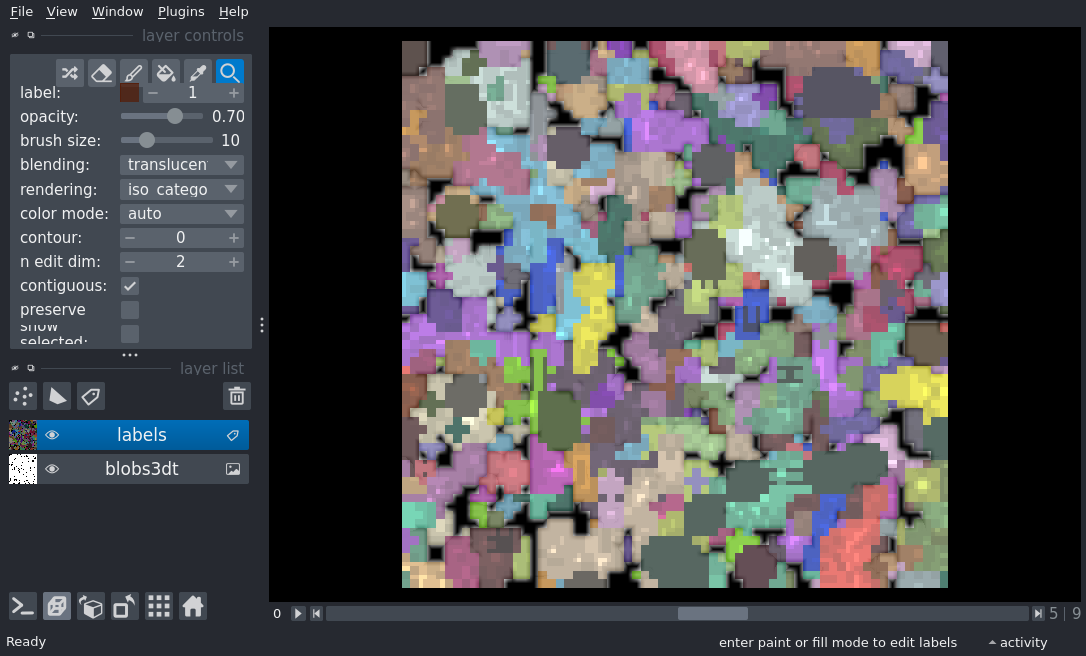 File View Window Plugins Help
layer controls
label: 1
opacity: 0.70
brush size: 10
blending: translucen
rendering: iso_catego
color mode: auto
contour: 0
n edit dim: 2
contiguous:
preserve
show
selected:
layer list
labels
blobs3dt
0 5 | 9
Ready enter paint or fill mode to edit labels activity